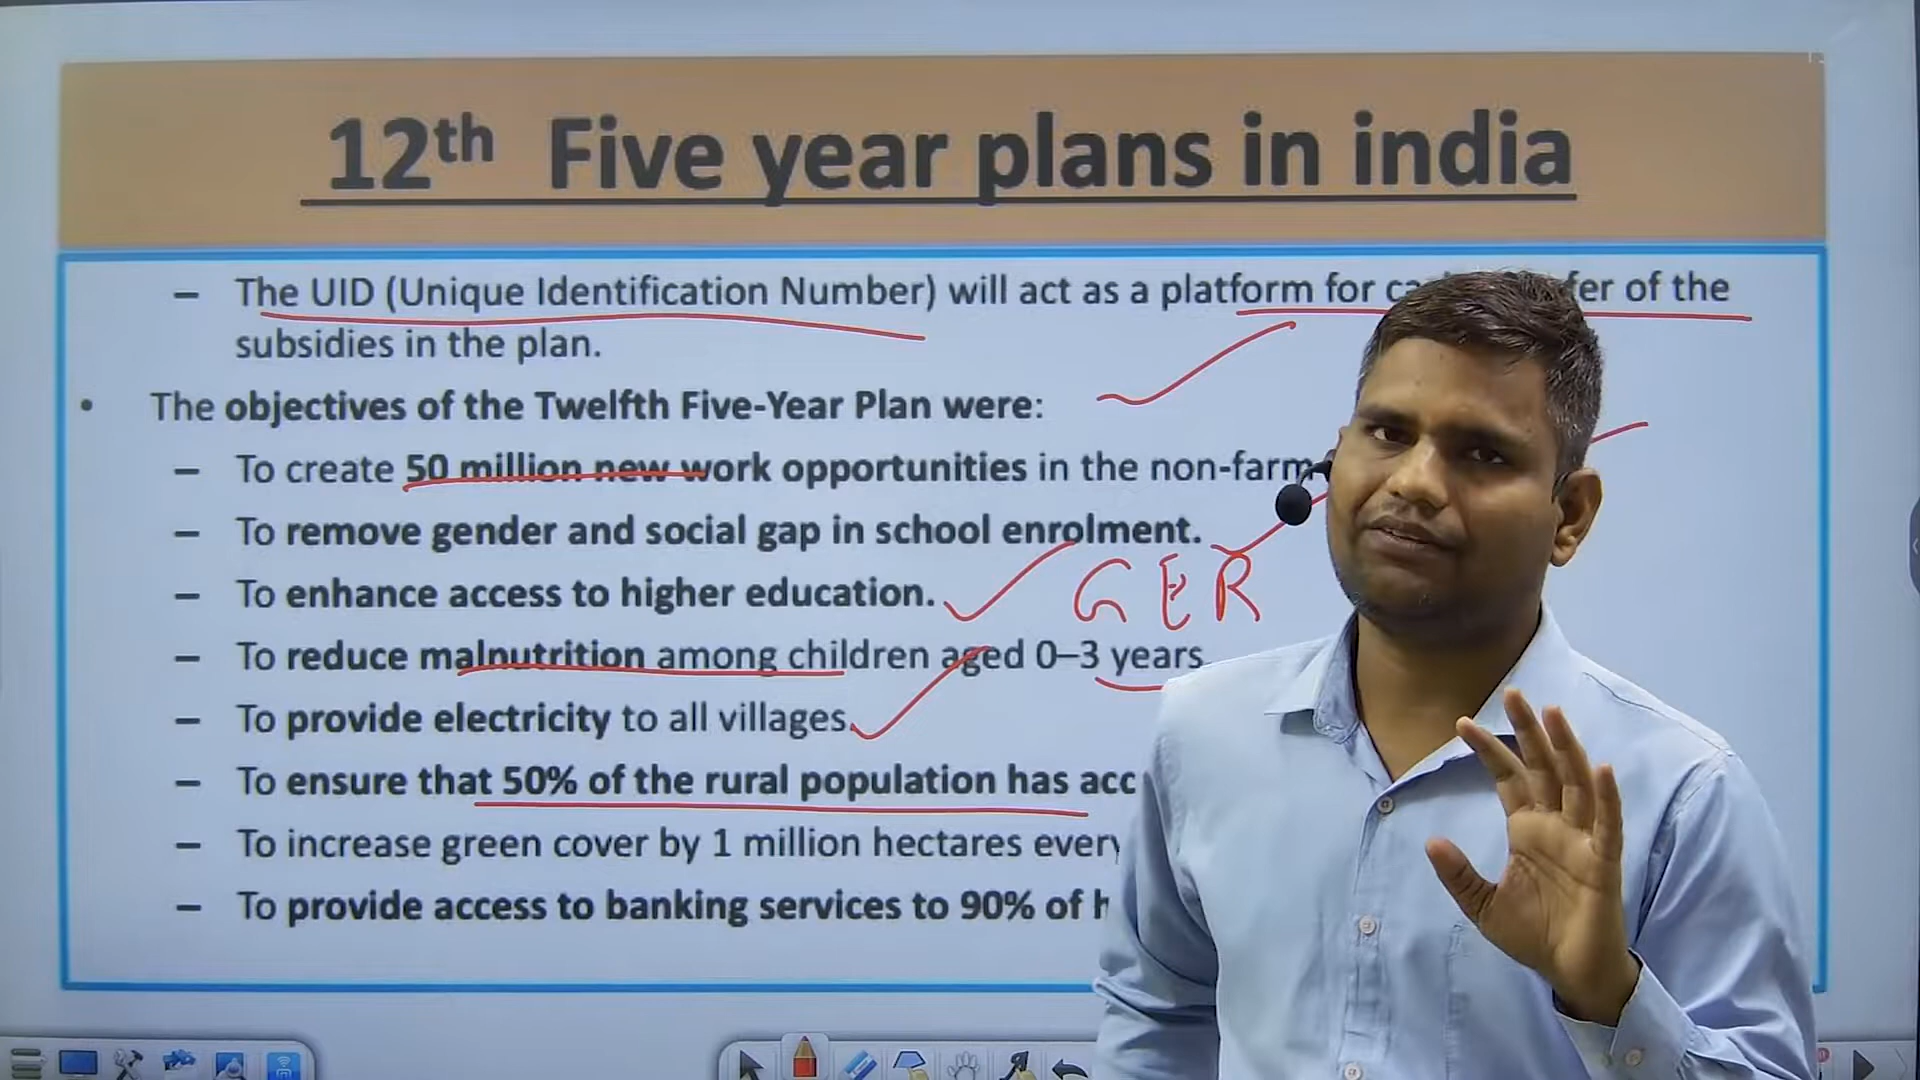 12th Five year plans in india
– The UID (Unique Identification Number) will act as a platform for of the
subsidies in the plan.
• The objectives of the Twelfth Five-Year Plan were:
– To create 50 million new work opportunities in the non-farm
– To remove gender and social gap in school enrolment.
– To enhance access to higher education.
GER
– To reduce malnutrition among children aged 0–3 years
– To provide electricity to all villages.
– To ensure that 50% of the rural population has
– To increase green cover by 1 million hectares every
– To provide access to banking services to 90% of